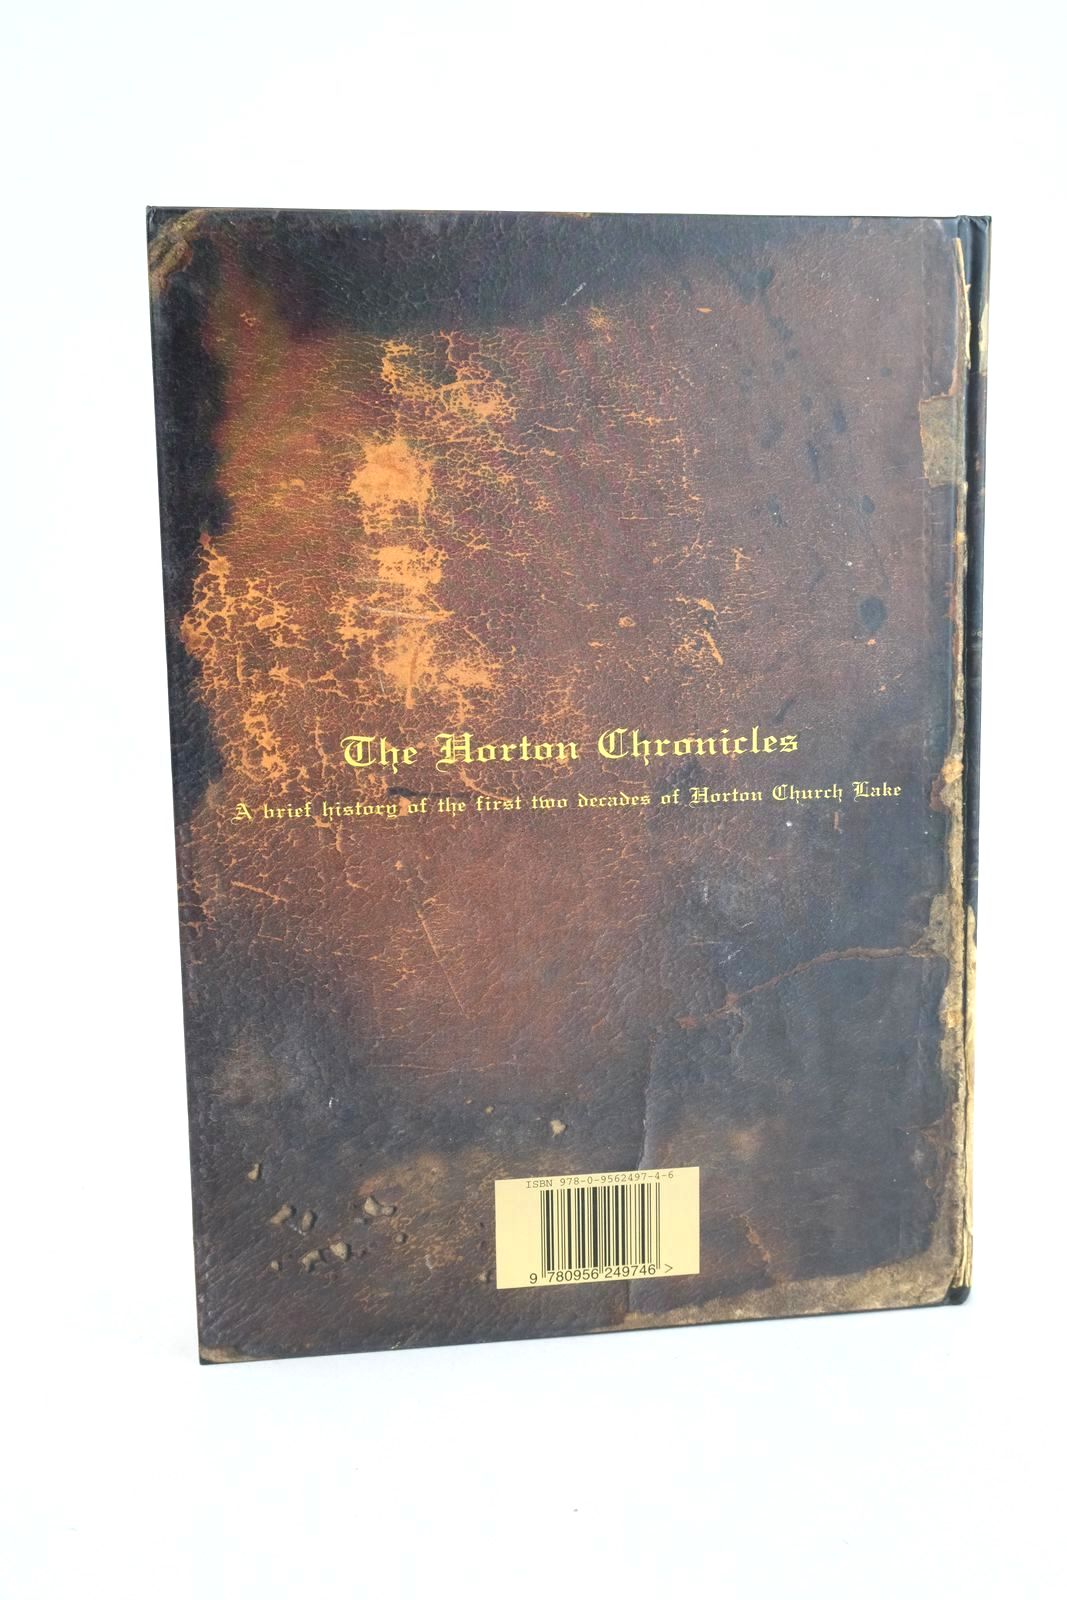 The Horton Chronicles
A brief history of the first two decades of Horton Church Lake
ISBN 978-0-9562497-4-6
9 780956 249746 >